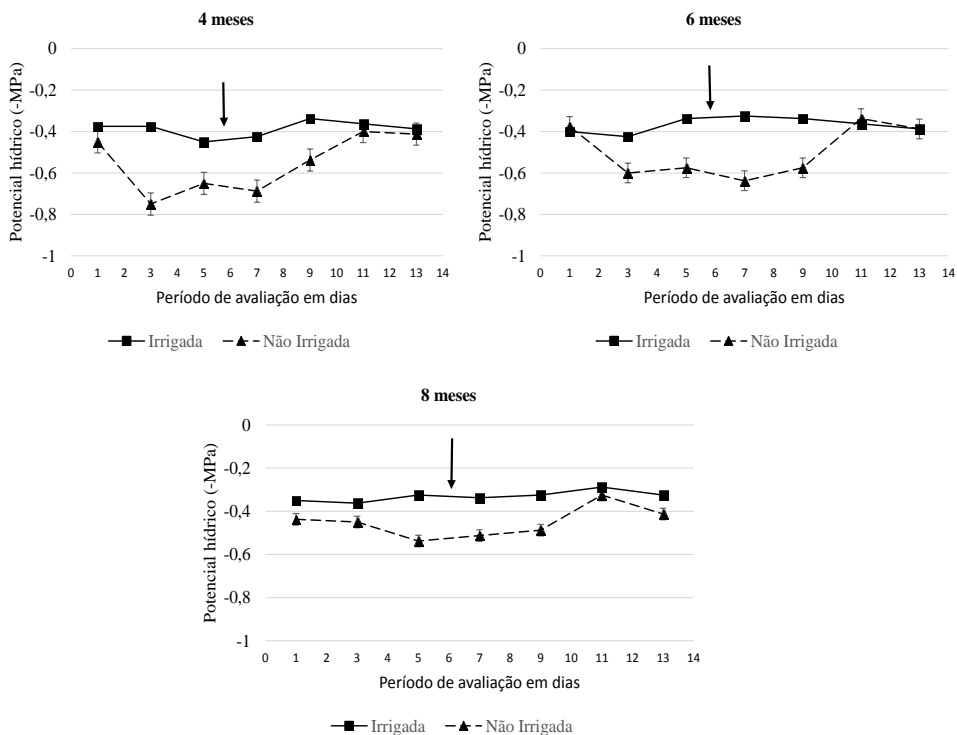 4 meses
0
-0,2
-0,4
-0,6
-0,8
-1
Potencial hídrico (-MPa)
0 1 2 3 4 5 6 7 8 9 10 11 12 13 14
Período de avaliação em dias
Irrigada Não Irrigada
6 meses
0
-0,2
-0,4
-0,6
-0,8
-1
Potencial hídrico (-MPa)
0 1 2 3 4 5 6 7 8 9 10 11 12 13 14
Período de avaliação em dias
Irrigada Não Irrigada
8 meses
0
-0,2
-0,4
-0,6
-0,8
-1
Potencial hídrico (-MPa)
0 1 2 3 4 5 6 7 8 9 10 11 12 13 14
Período de avaliação em dias
Irrigada Não Irrigada